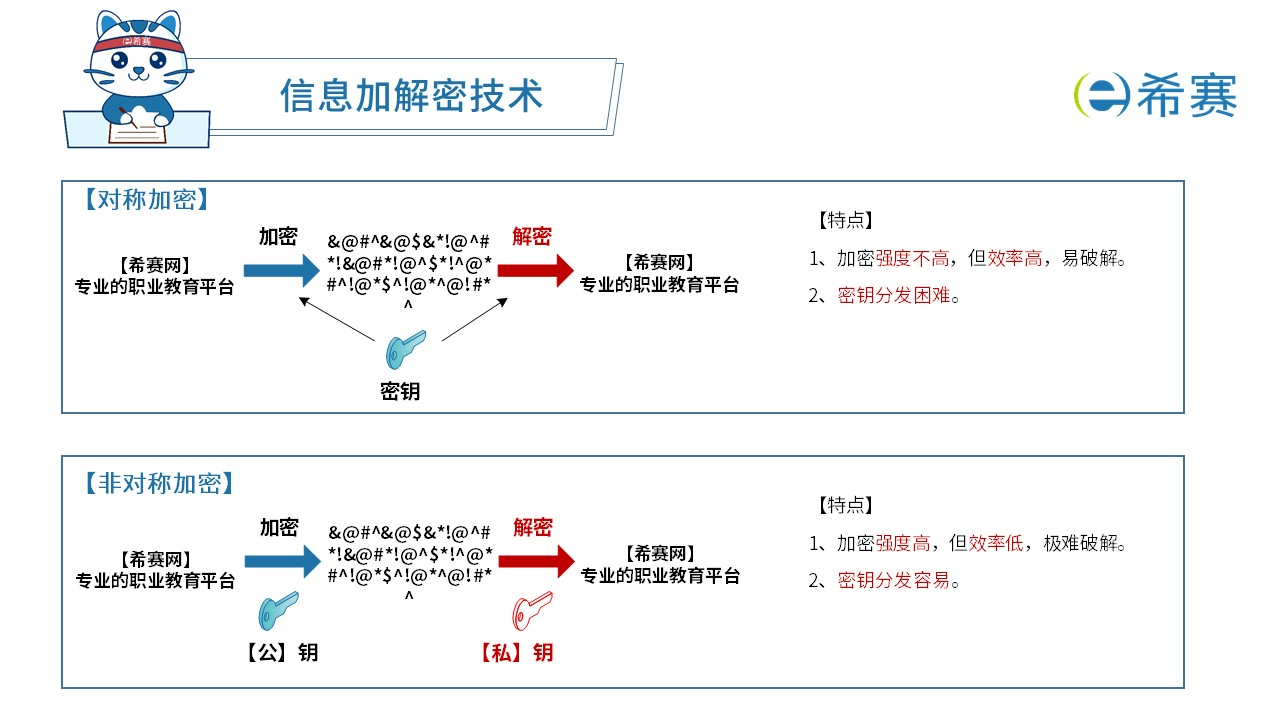 希赛
信息加解密技术
希赛
【对称加密】
【希赛网】
专业的职业教育平台
加密
&@#^&@$&*!@^#
*!&@#*!@^$*!^@*
#^!@*$^!@*^@!#*
^
解密
【希赛网】
专业的职业教育平台
密钥
【特点】
1、加密强度不高，但效率高，易破解。
2、密钥分发困难。
【非对称加密】
【希赛网】
专业的职业教育平台
加密
&@#^&@$&*!@^#
*!&@#*!@^$*!^@*
#^!@*$^!@*^@!#*
^
解密
【希赛网】
专业的职业教育平台
【公】钥
【私】钥
【特点】
1、加密强度高，但效率低，极难破解。
2、密钥分发容易。